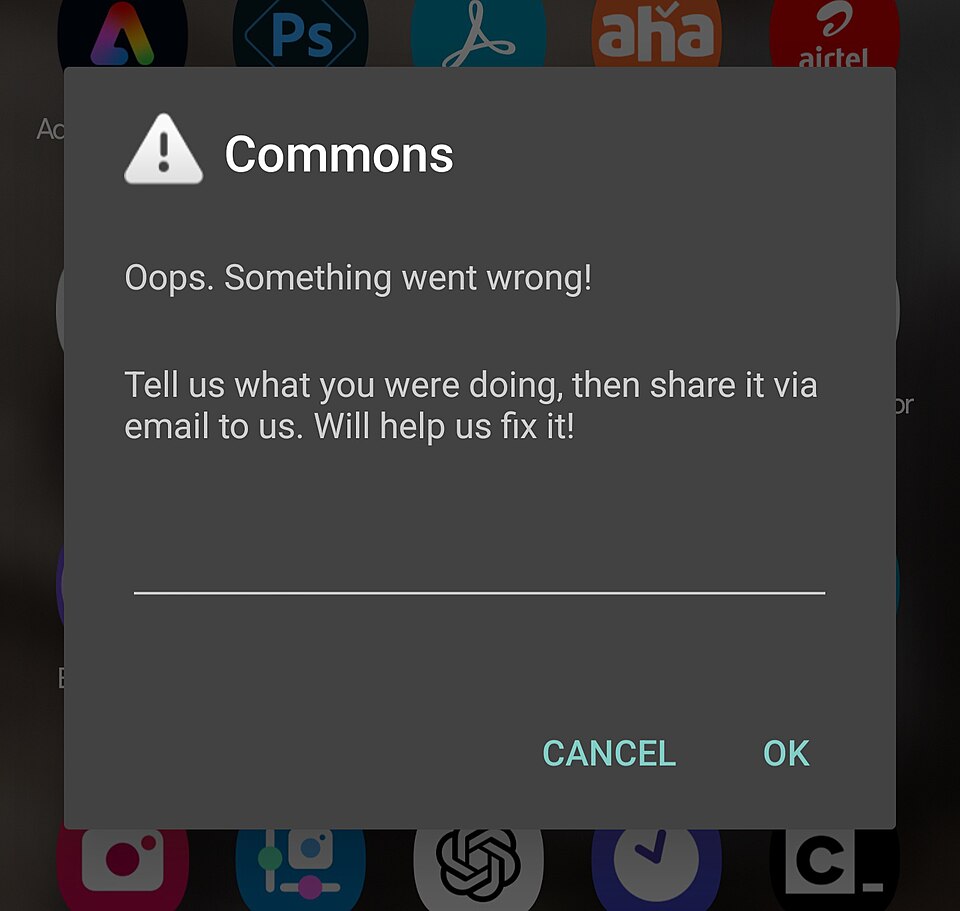 Ps
aha
airtel
Ac
Commons
Oops. Something went wrong!
Tell us what you were doing, then share it via
email to us. Will help us fix it!
or
E
CANCEL
OK
C_